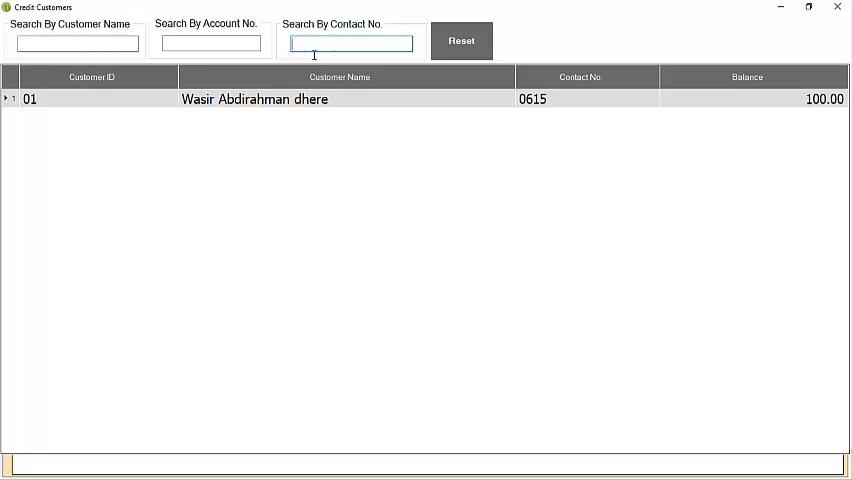 Credit Customers
Search By Customer Name
Search By Account No.
Search By Contact No.
Reset
Customer ID
Customer Name
Contact No.
Balance
1
01
Wasir Abdirahman dhere
0615
100.00